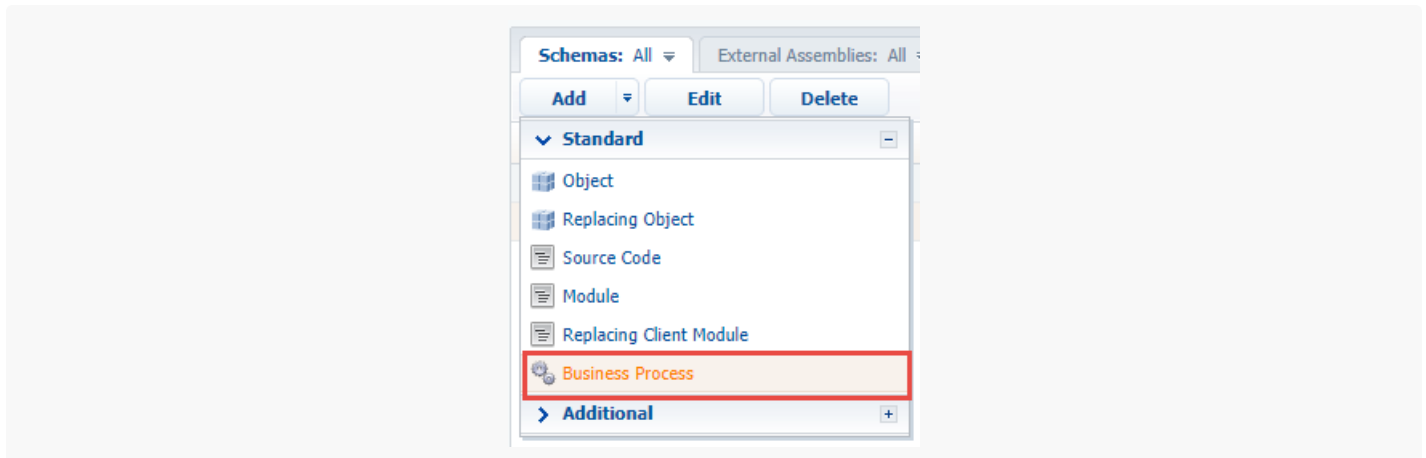 Schemas: All External Assemblies: All
Add Edit Delete
Standard
Object
Replacing Object
Source Code
Module
Replacing Client Module
Business Process
Additional